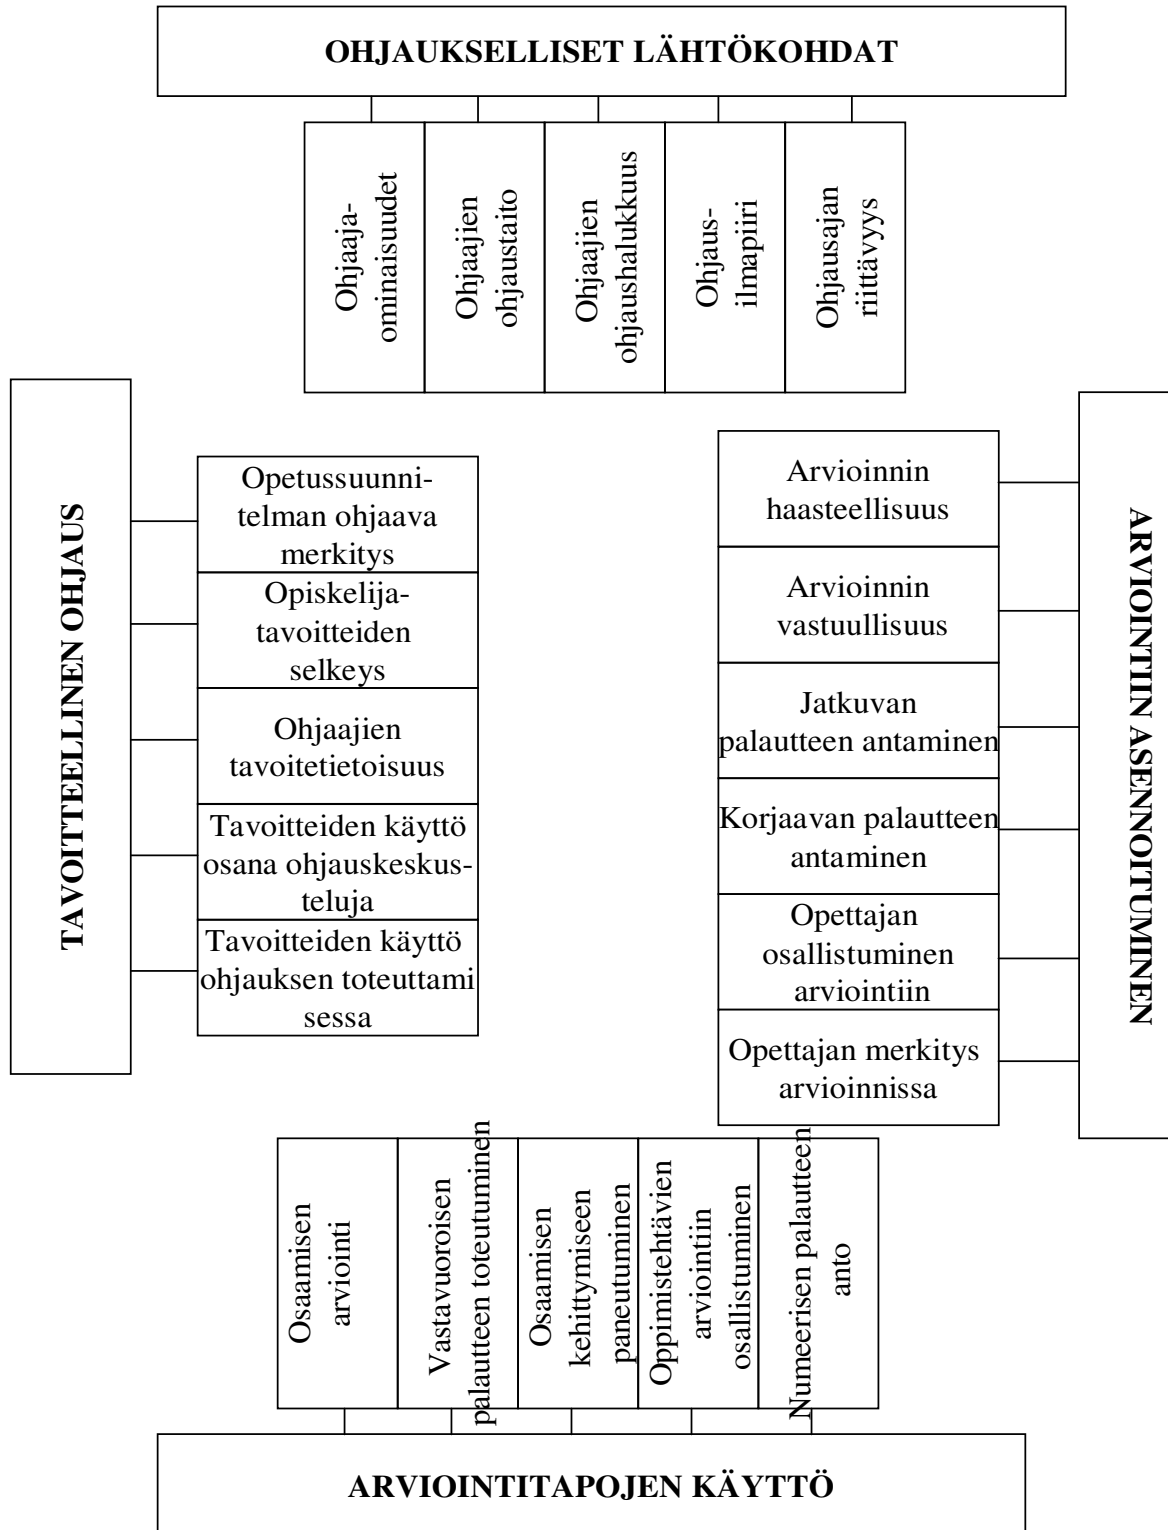 OHJAUKSELLISET LÄHTÖKOHDAT
Ohjaaja-
ominaisuudet
Ohjaajien
ohjaustaito
Ohjaajien
ohjaushalukkuus
Ohjaus-
ilmapiiri
Ohjausajan
riittävyys
TAVOITTEELLINEN OHJAUS
Opetussuunni-
telman ohjaava
merkitys
Opiskelija-
tavoitteiden
selkeys
Ohjaajien
tavoitetietoisuus
Tavoitteiden käyttö
osana ohjauskeskus-
teluja
Tavoitteiden käyttö
ohjauksen toteuttami
sessa
Arvioinnin
haasteellisuus
Arvioinnin
vastuullisuus
Jatkuvan
palautteen antaminen
Korjaavan palautteen
antaminen
Opettajan
osallistuminen
arviointiin
Opettajan merkitys
arvioinnissa
ARVIOINTIIN ASENNOITUMINEN
Osaamisen
arviointi
Vastavuoroisen
palautteen toteutuminen
Osaamisen
kehittymiseen
paneutuminen
Oppimistehtävien
arviointiin
osallistuminen
Numeerisen palautteen
anto
ARVIOINTITAPOJEN KÄYTTÖ